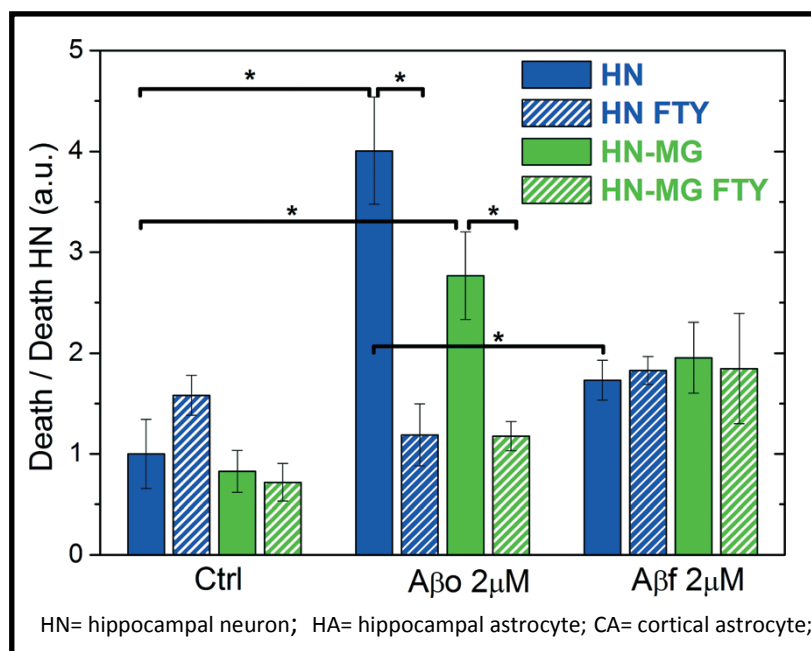 5
4
3
2
1
0
Death / Death HN (a.u.)
*
*
*
*
*
HN
HN FTY
HN-MG
HN-MG FTY
Ctrl
Aβo 2μM
Aβf 2μM
HN= hippocampal neuron; HA= hippocampal astrocyte; CA= cortical astrocyte;